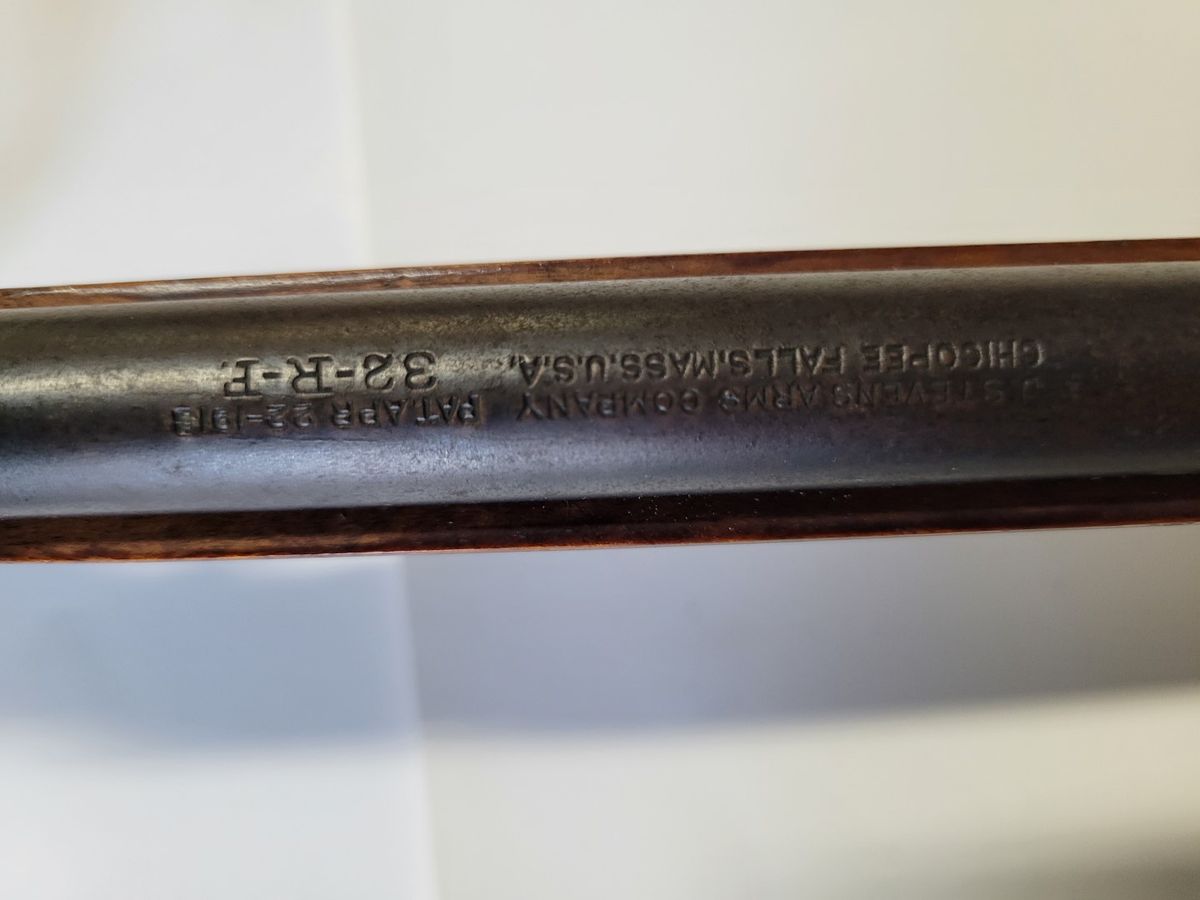 J STEVENS ARMS COMPANY
CHICOPEE FALLS,MASS.U.S.A.
PAT.APR.22-1913
32-R-F.